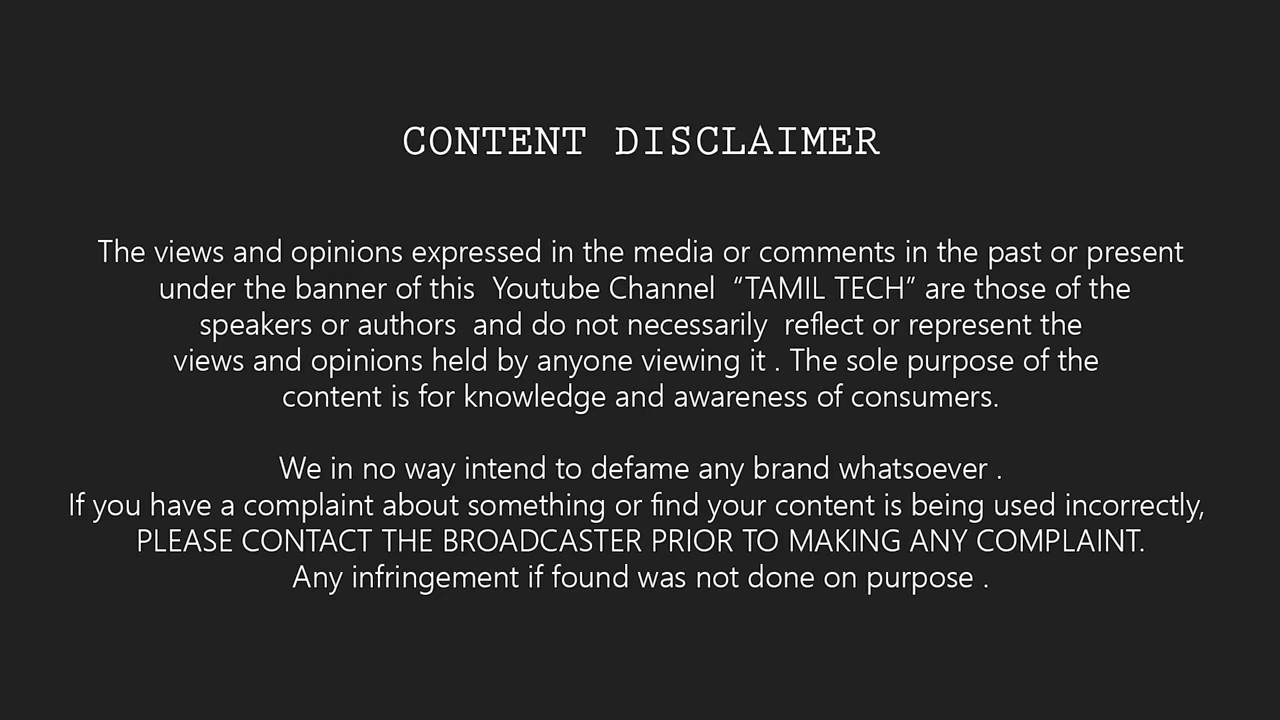 CONTENT DISCLAIMER
The views and opinions expressed in the media or comments in the past or present
under the banner of this  Youtube Channel  “TAMIL TECH” are those of the
speakers or authors  and do not necessarily  reflect or represent the
views and opinions held by anyone viewing it . The sole purpose of the
content is for knowledge and awareness of consumers.
We in no way intend to defame any brand whatsoever .
If you have a complaint about something or find your content is being used incorrectly,
PLEASE CONTACT THE BROADCASTER PRIOR TO MAKING ANY COMPLAINT.
Any infringement if found was not done on purpose .